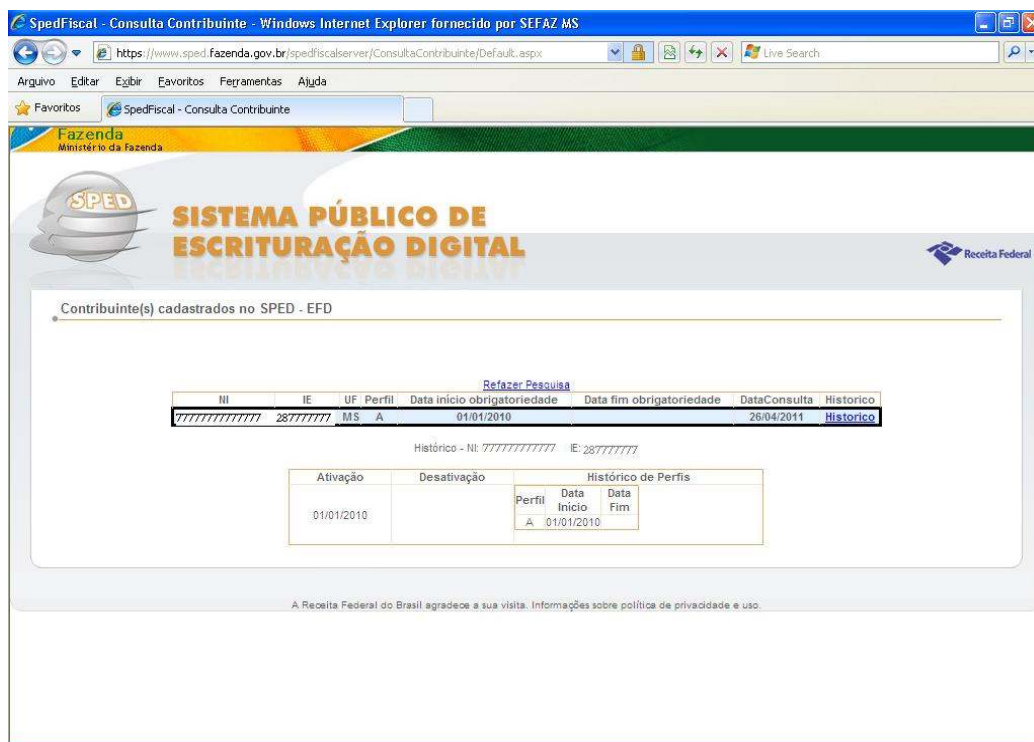 SpedFiscal - Consulta Contribuinte - Windows Internet Explorer fornecido por SEFAZ MS
https://www.sped.fazenda.gov.br/spedfiscalserver/ConsultaContribuinte/Default.aspx
Live Search
Arquivo Editar Exibir Favoritos Ferramentas Ajuda
Favoritos SpedFiscal - Consulta Contribuinte
Fazenda
Ministério da Fazenda
SPED
SISTEMA PÚBLICO DE
ESCRITURAÇÃO DIGITAL
Receita Federal
Contribuinte(s) cadastrados no SPED - EFD
Refazer Pesquisa
NI IE UF Perfil Data início obrigatoriedade Data fim obrigatoriedade DataConsulta Historico
77777777777777 287777777 MS A 01/01/2010 26/04/2011 Historico
Histórico - NI: 777777777777 IE: 287777777
Ativação Desativação Histórico de Perfis
Perfil Data Início Data Fim
01/01/2010
A 01/01/2010
A Receita Federal do Brasil agradece a sua visita. Informações sobre política de privacidade e uso.